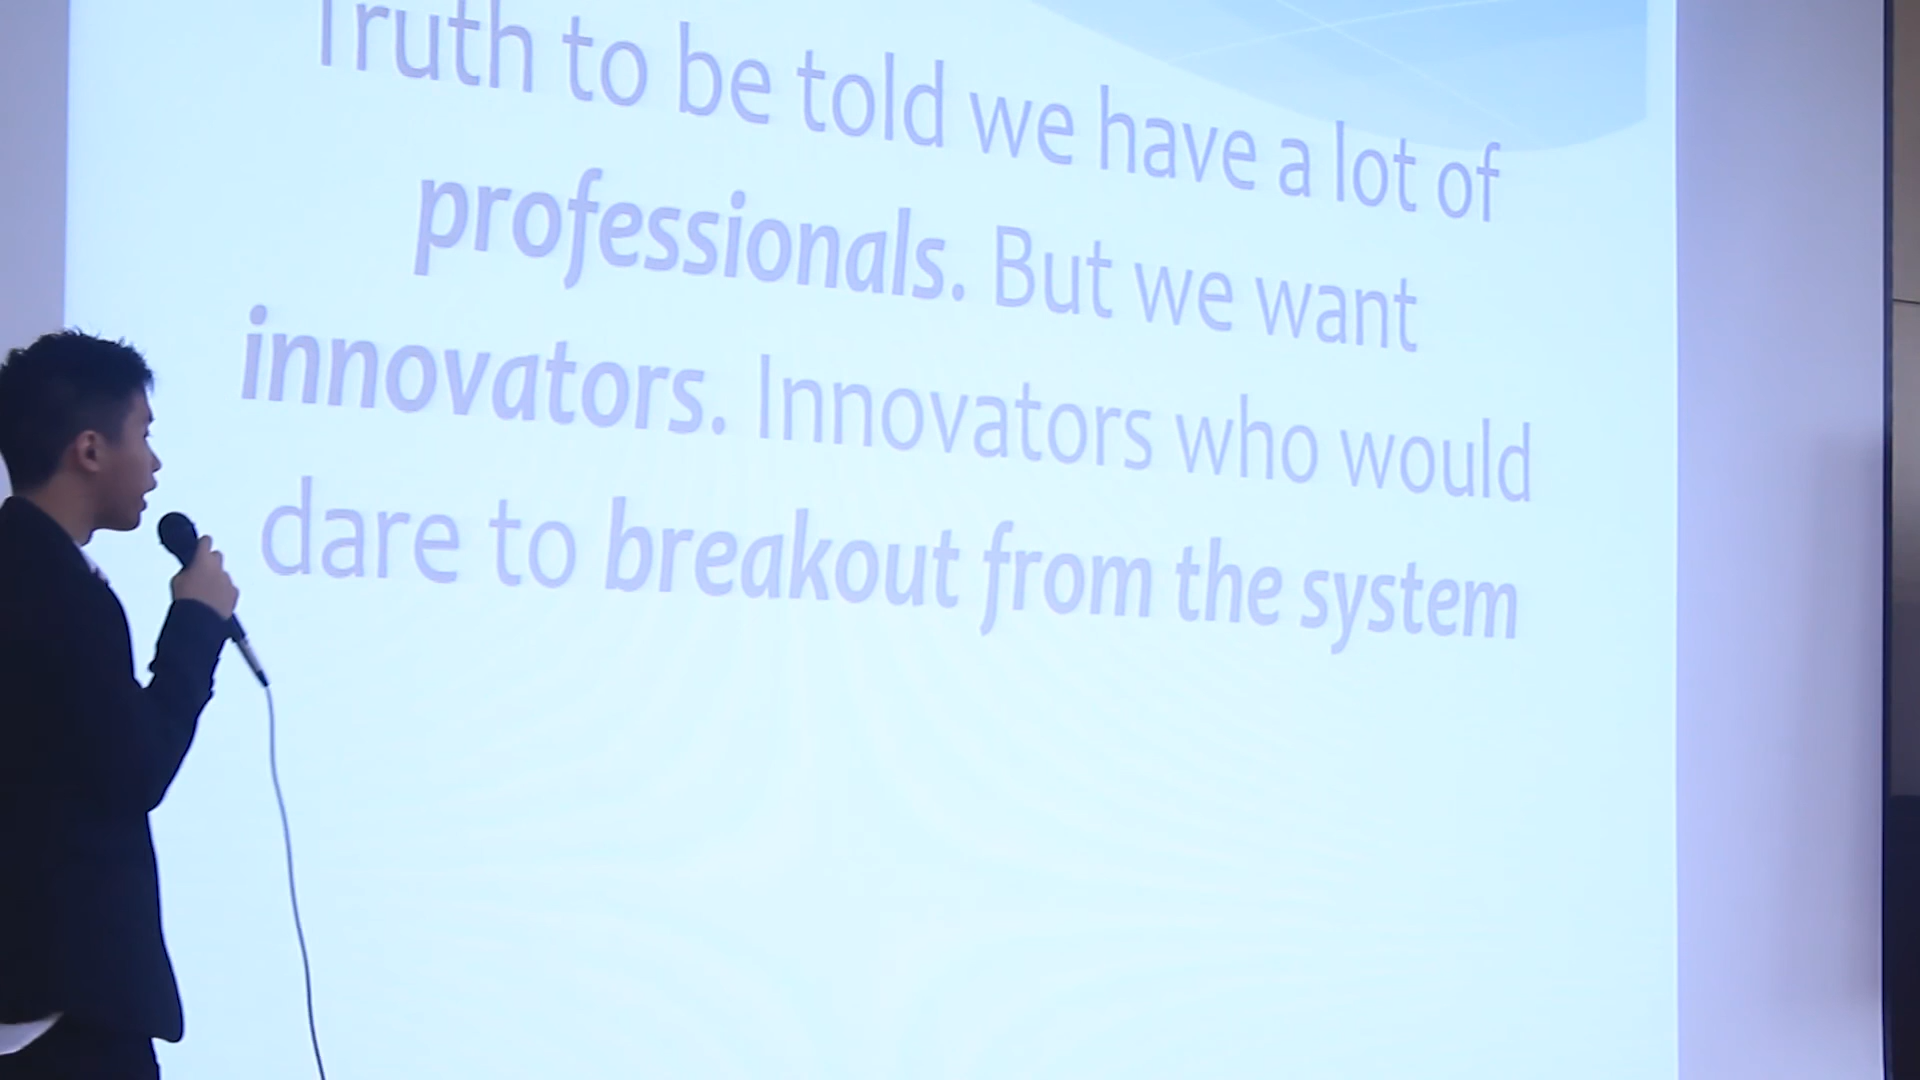 Truth to be told we have a lot of
professionals. But we want
innovators. Innovators who would
dare to breakout from the system